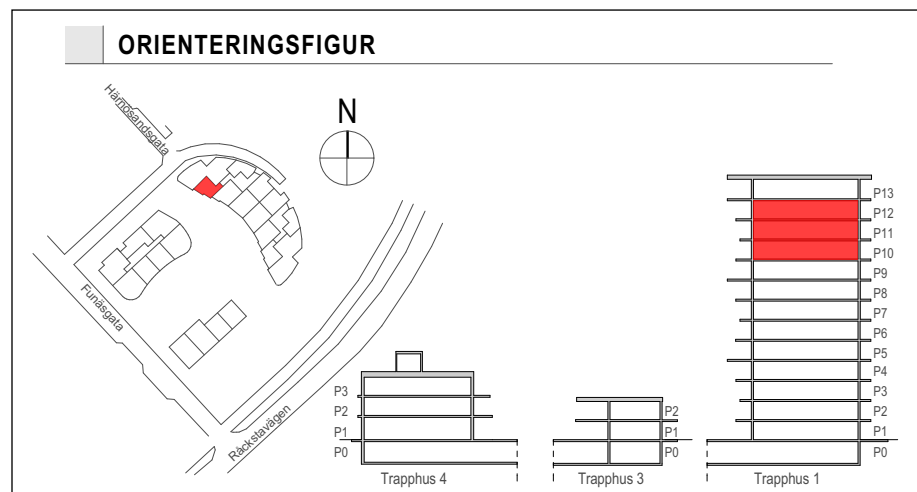 ORIENTERINGSFIGUR
Härnösandsgata
N
Funäsgata
Räckstavägen
P3
P2
P1
P0
Trapphus 4
P2
P1
P0
Trapphus 3
P13
P12
P11
P10
P9
P8
P7
P6
P5
P4
P3
P2
P1
P0
Trapphus 1